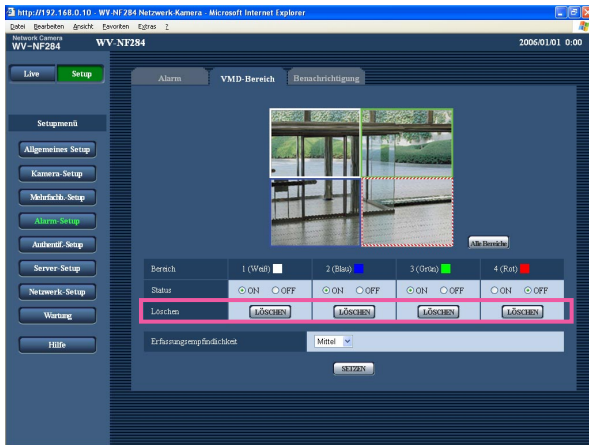 http://192.168.0.10 - WV-NF284 Netzwerk-Kamera - Microsoft Internet Explorer
Datei Bearbeiten Ansicht Favoriten Extras ?
Network Camera
WV-NF284
WV-NF284
2006/01/01 0:00
Live Setup
Alarm VMD-Bereich Benachrichtigung
Setupmenü
Allgemeines Setup
Kamera-Setup
Mehrfachb.-Setup
Alarm-Setup
Authentif.-Setup
Server-Setup
Netzwerk-Setup
Wartung
Hilfe
Alle Bereiche
Bereich 1 (Weiß) 2 (Blau) 3 (Grün) 4 (Rot)
Status ON OFF ON OFF ON OFF ON OFF
Löschen LÖSCHEN LÖSCHEN LÖSCHEN LÖSCHEN
Erfassungsempfindlichkeit Mittel
SETZEN